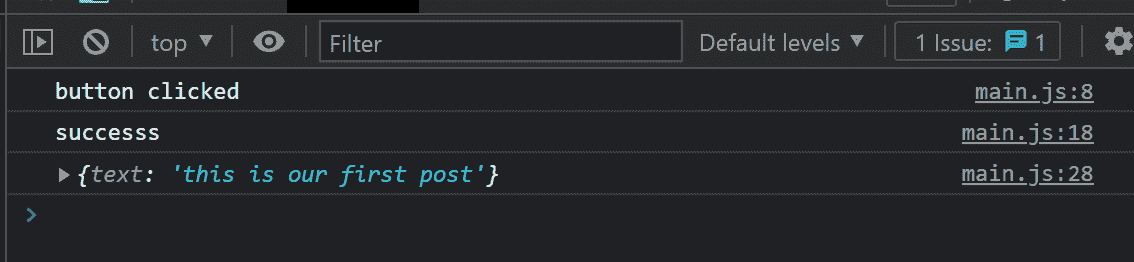 top Filter Default levels 1 Issue: 1
button clicked main.js:8
successs main.js:18
{text: 'this is our first post'} main.js:28